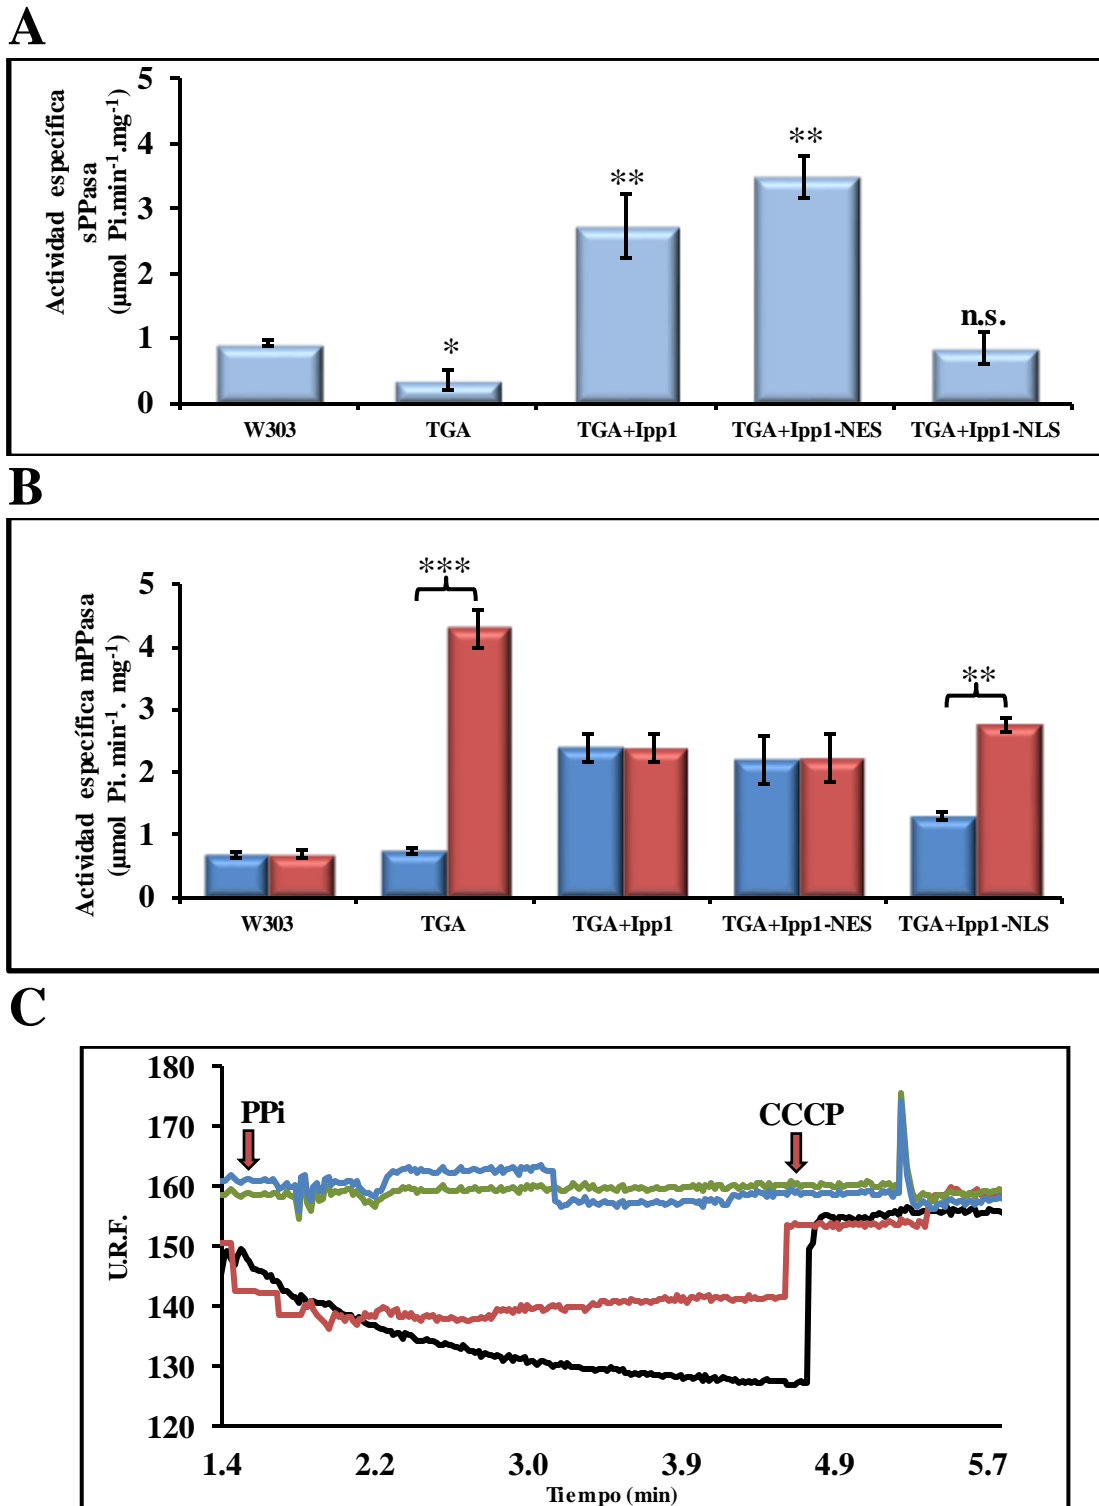 A
Actividad específica
sPPasa
(µmol Pi.min⁻¹.mg⁻¹)
5
4
3
2
1
0
*
**
**
n.s.
W303
TGA
TGA+Ipp1
TGA+Ipp1-NES
TGA+Ipp1-NLS
B
Actividad específica mPPasa
(µmol Pi. min⁻¹. mg⁻¹)
5
4
3
2
1
0
***
**
W303
TGA
TGA+Ipp1
TGA+Ipp1-NES
TGA+Ipp1-NLS
C
U.R.F.
180
170
160
150
140
130
120
PPi
CCCP
1.4
2.2
3.0
3.9
4.9
5.7
Tiempo (min)